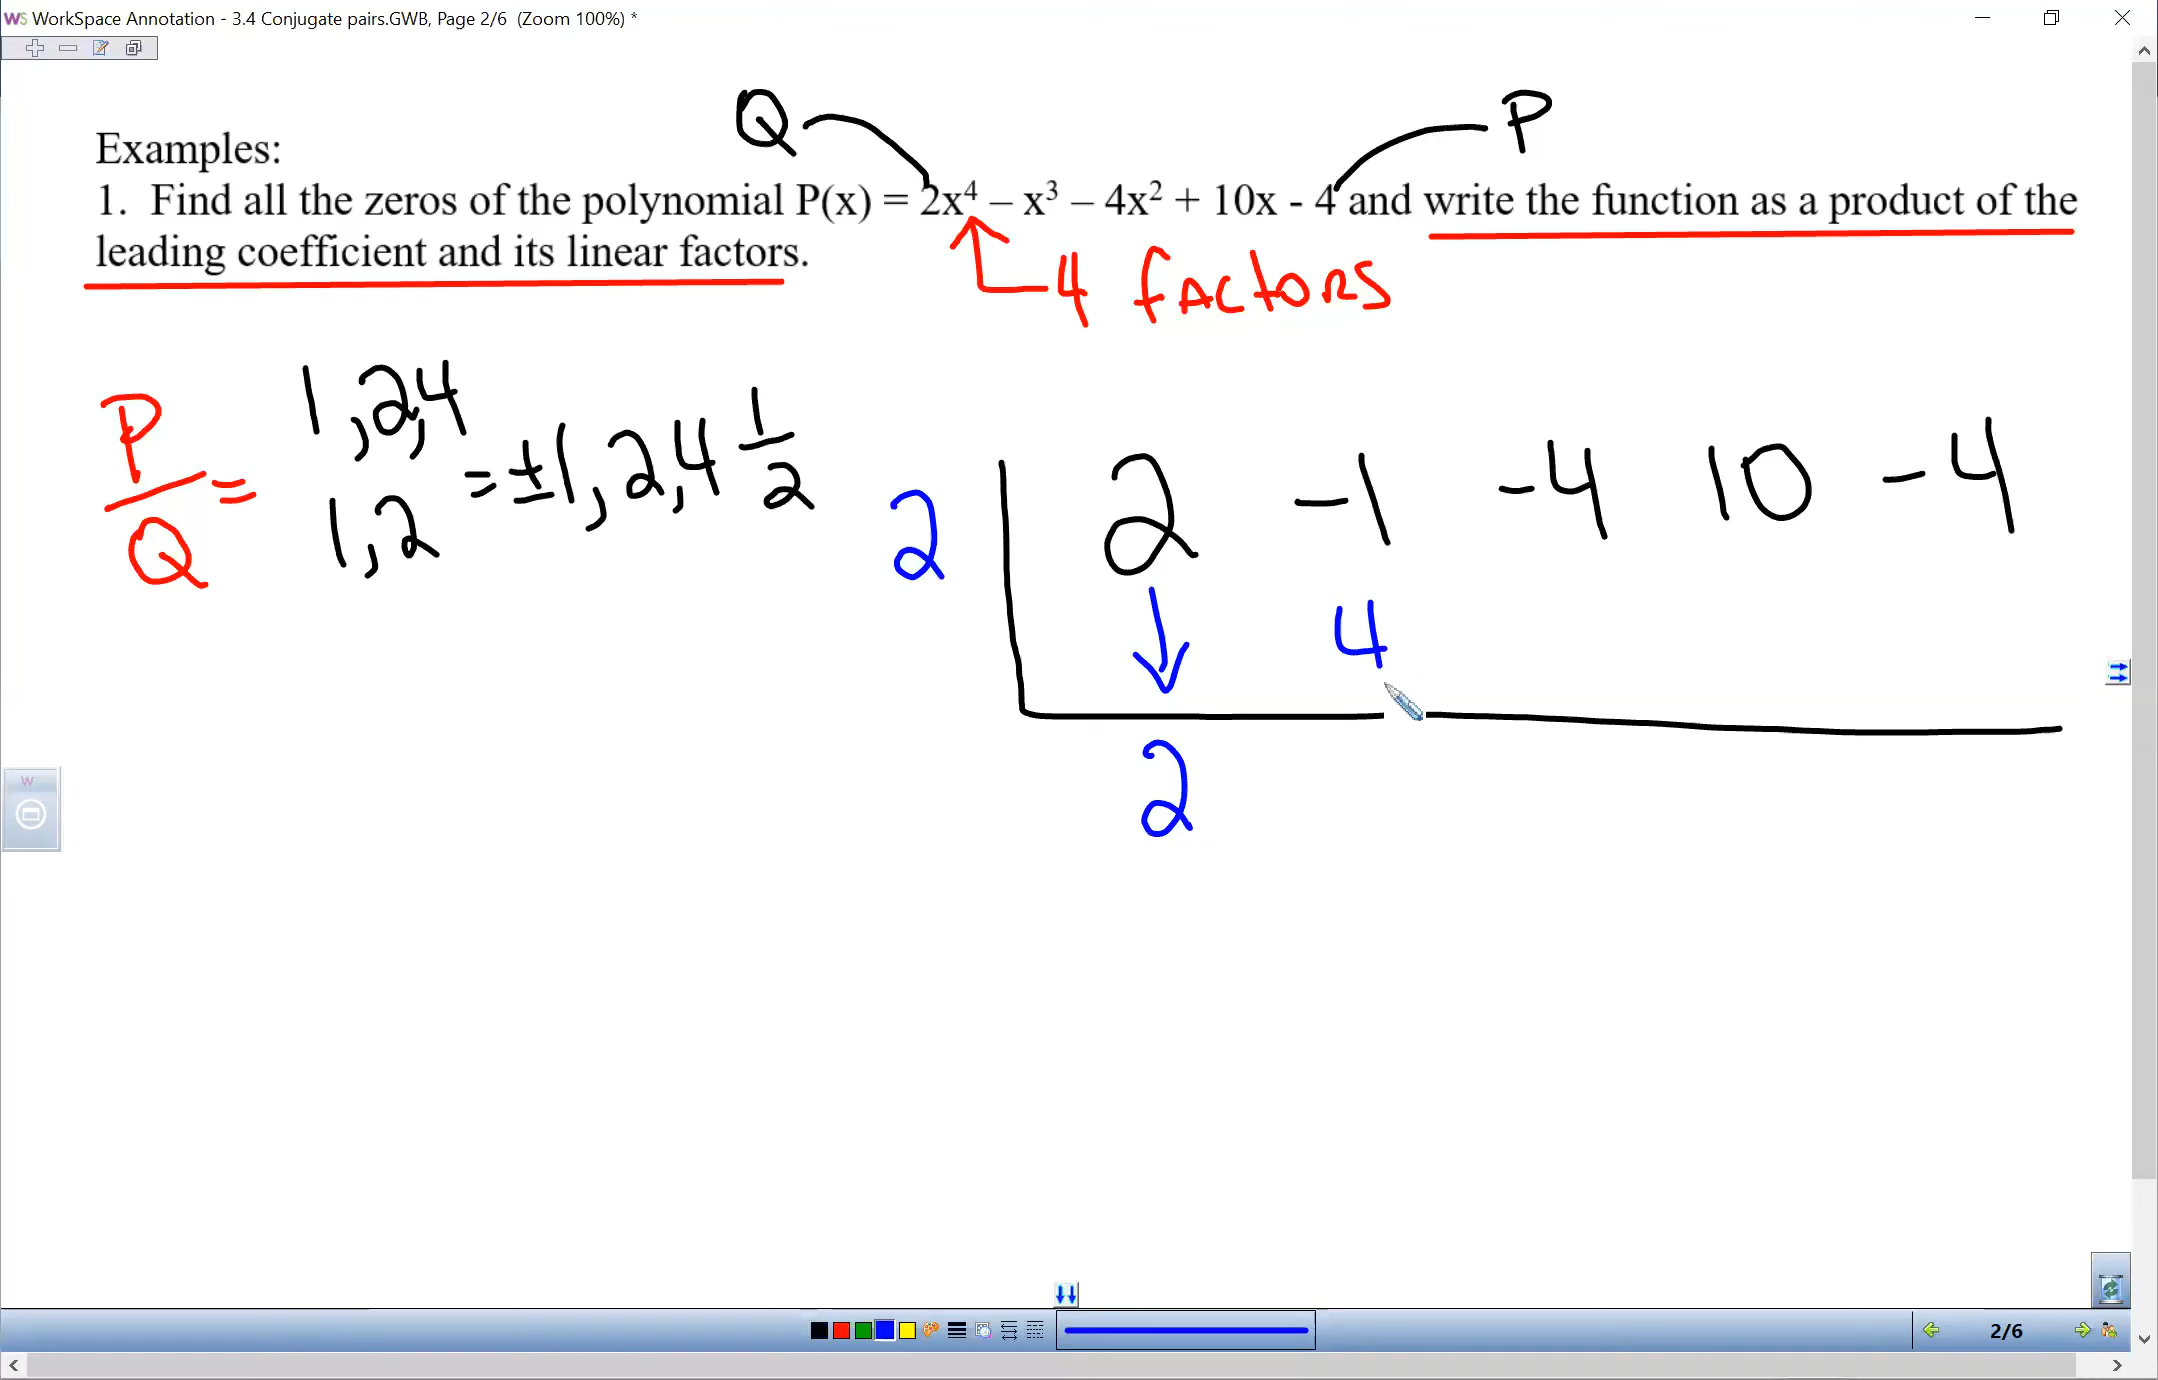 WS WorkSpace Annotation - 3.4 Conjugate pairs.GWB, Page 2/6 (Zoom 100%) *
Q P
Examples:
1. Find all the zeros of the polynomial P(x) = 2x⁴ – x³ – 4x² + 10x - 4 and write the function as a product of the
leading coefficient and its linear factors.
4 FACTORS
P/Q = 1,2,4/1,2 = ±1,2,4 1/2
2 2 -1 -4 10 -4
4
2
W
2/6